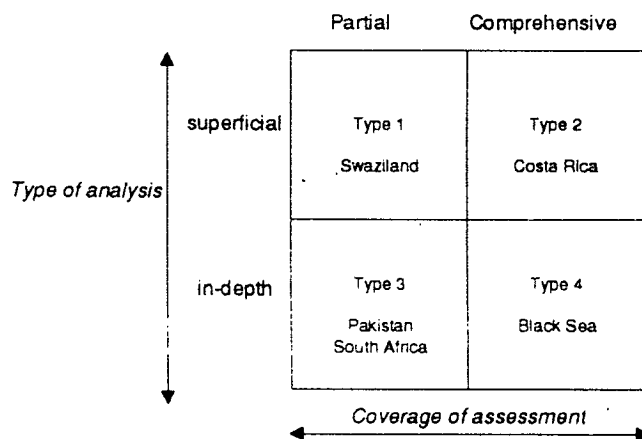 Partial Comprehensive
superficial
Type 1 Type 2
Swaziland Costa Rica
Type of analysis
in-depth
Type 3 Type 4
Pakistan Black Sea
South Africa
Coverage of assessment